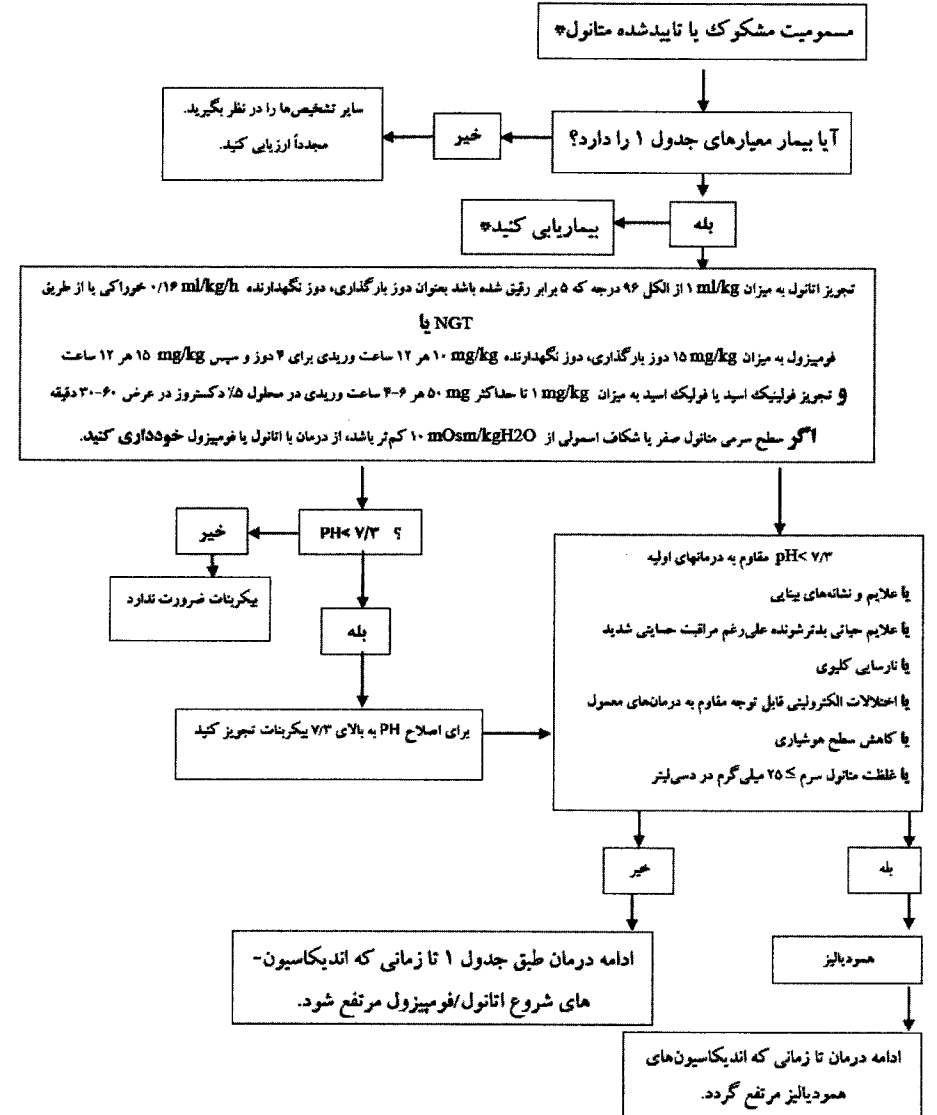 مسمومیت مشکوک یا تاییدشده متانول*
آیا بیمار معیارهای جدول ۱ را دارد؟
خیر
سایر تشخیص‌ها را در نظر بگیرید.
مجدداً ارزیابی کنید.
بله
بیماریابی کنید*
تجویز اتانول به میزان ۱ ml/kg از الکل ۹۶ درجه که ۵ برابر رقیق شده باشد بعنوان دوز بارگذاری، دوز نگهدارنده ۰/۱۶ ml/kg/h خوراکی یا از طریق
NGT یا
فومپیزول به میزان ۱۵ mg/kg دوز بارگذاری، دوز نگهدارنده ۱۰ mg/kg هر ۱۲ ساعت وریدی برای ۴ دوز و سپس ۱۵ mg/kg هر ۱۲ ساعت
و تجویز فولینیک اسید یا فولیک اسید به میزان ۱ mg/kg تا حداکثر ۵۰ mg هر ۶-۴ ساعت وریدی در محلول ۵٪ دکستروز در عرض ۶۰-۳۰ دقیقه
اگر سطح سرمی متانول صفر یا شکاف اسمولی از ۱۰ mOsm/kgH2O کم‌تر باشد، از درمان با اتانول یا فومپیزول خودداری کنید.
PH< ۷/۳ ؟
خیر
بیکربنات ضرورت ندارد
بله
برای اصلاح PH به بالای ۷/۳ بیکربنات تجویز کنید
pH< ۷/۳ مقاوم به درمانهای اولیه
یا علایم و نشانه‌های بینایی
یا علایم حیاتی بدترشونده علی‌رغم مراقبت حمایتی شدید
یا نارسایی کلیوی
یا اختلالات الکترولیتی قابل توجه مقاوم به درمان‌های معمول
یا کاهش سطح هوشیاری
یا غلظت متانول سرم ≥ ۲۵ میلی‌گرم در دسی‌لیتر
خیر
بله
ادامه درمان طبق جدول ۱ تا زمانی که اندیکاسیون-
های شروع اتانول/فومپیزول مرتفع شود.
همودیالیز
ادامه درمان تا زمانی که اندیکاسیون‌های
همودیالیز مرتفع گردد.